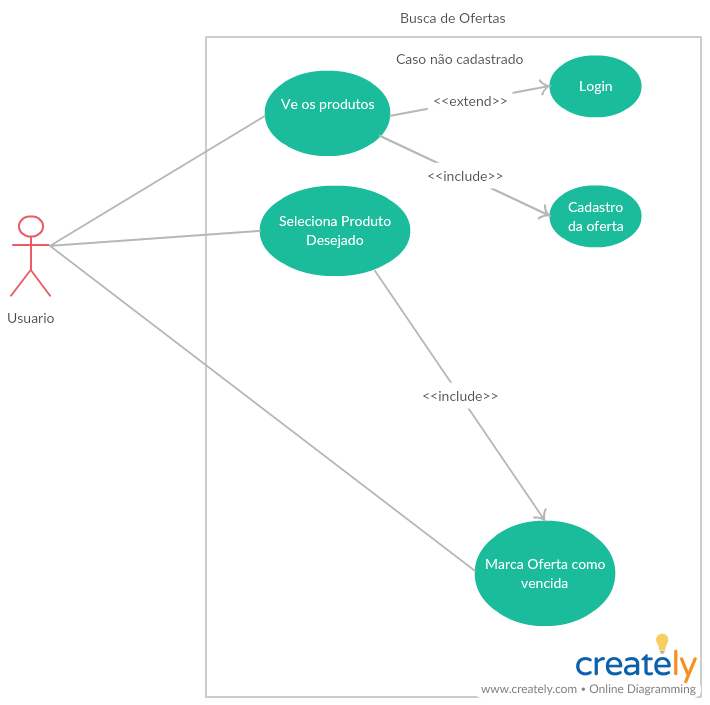 Busca de Ofertas
Caso não cadastrado
Ve os produtos
<<extend>>
Login
<<include>>
Seleciona Produto
Desejado
Cadastro
da oferta
Usuario
<<include>>
Marca Oferta como
vencida
creately
www.creately.com • Online Diagramming